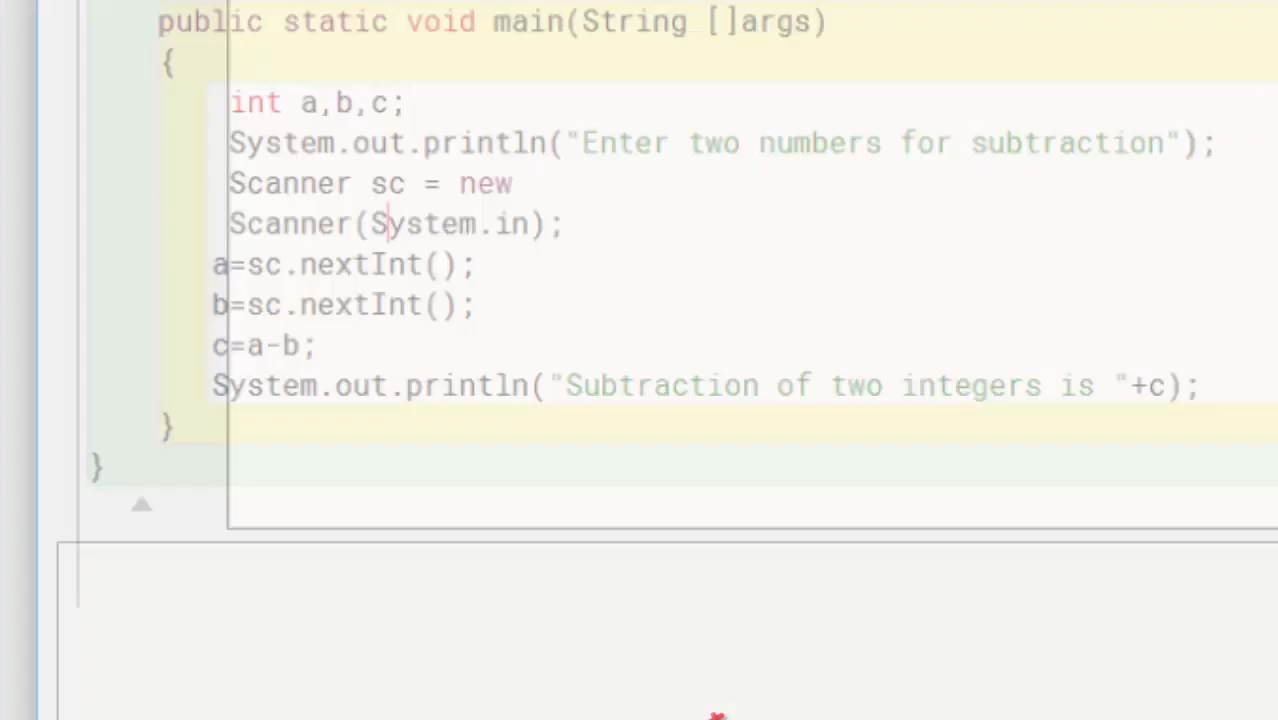 public static void main(String []args)
{
int a,b,c;
System.out.println("Enter two numbers for subtraction");
Scanner sc = new
Scanner(System.in);
a=sc.nextInt();
b=sc.nextInt();
c=a-b;
System.out.println("Subtraction of two integers is "+c);
}
}